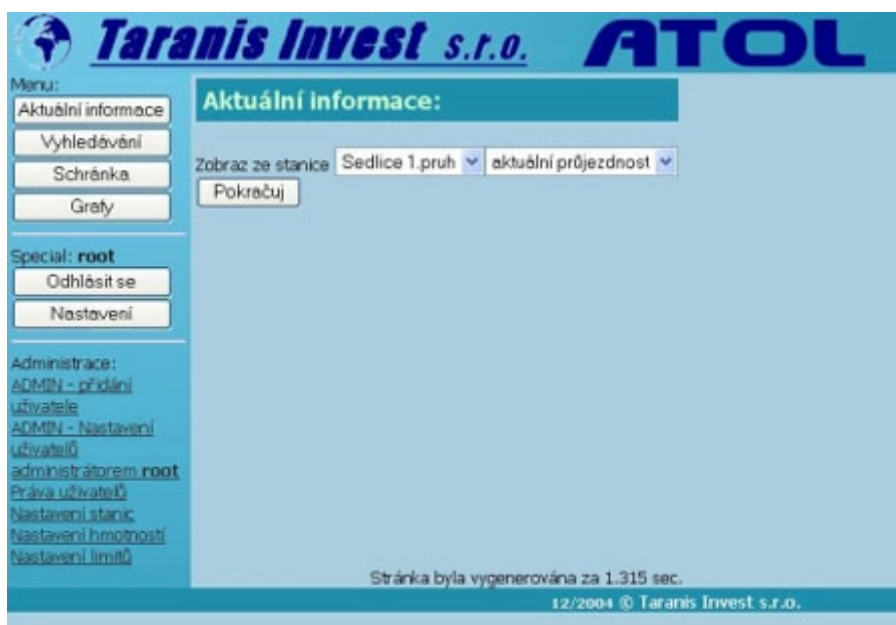 Taranis Invest s.r.o. ATOL
Menu:
Aktuální informace
Vyhledávání
Schránka
Grafy
Special: root
Odhlásit se
Nastavení
Administrace:
ADMIN - přidání
uživatele
ADMIN - Nastavení
uživatelů
administrátorem root
Práva uživatelů
Nastavení stanic
Nastavení hmotností
Nastavení limitů
Aktuální informace:
Zobraz ze stanice Sedlice 1.pruh aktuální průjezdnost
Pokračuj
Stránka byla vygenerována za 1.315 sec.
12/2004 © Taranis Invest s.r.o.